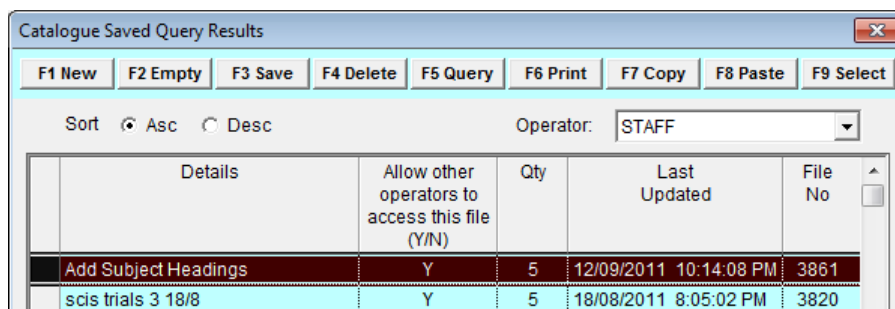 Catalogue Saved Query Results
F1 New F2 Empty F3 Save F4 Delete F5 Query F6 Print F7 Copy F8 Paste F9 Select
Sort Asc Desc Operator: STAFF
Details Allow other Qty Last File
operators to Updated No
access this file
(Y/N)
Add Subject Headings Y 5 12/09/2011 10:14:08 PM 3861
scis trials 3 18/8 Y 5 18/08/2011 8:05:02 PM 3820